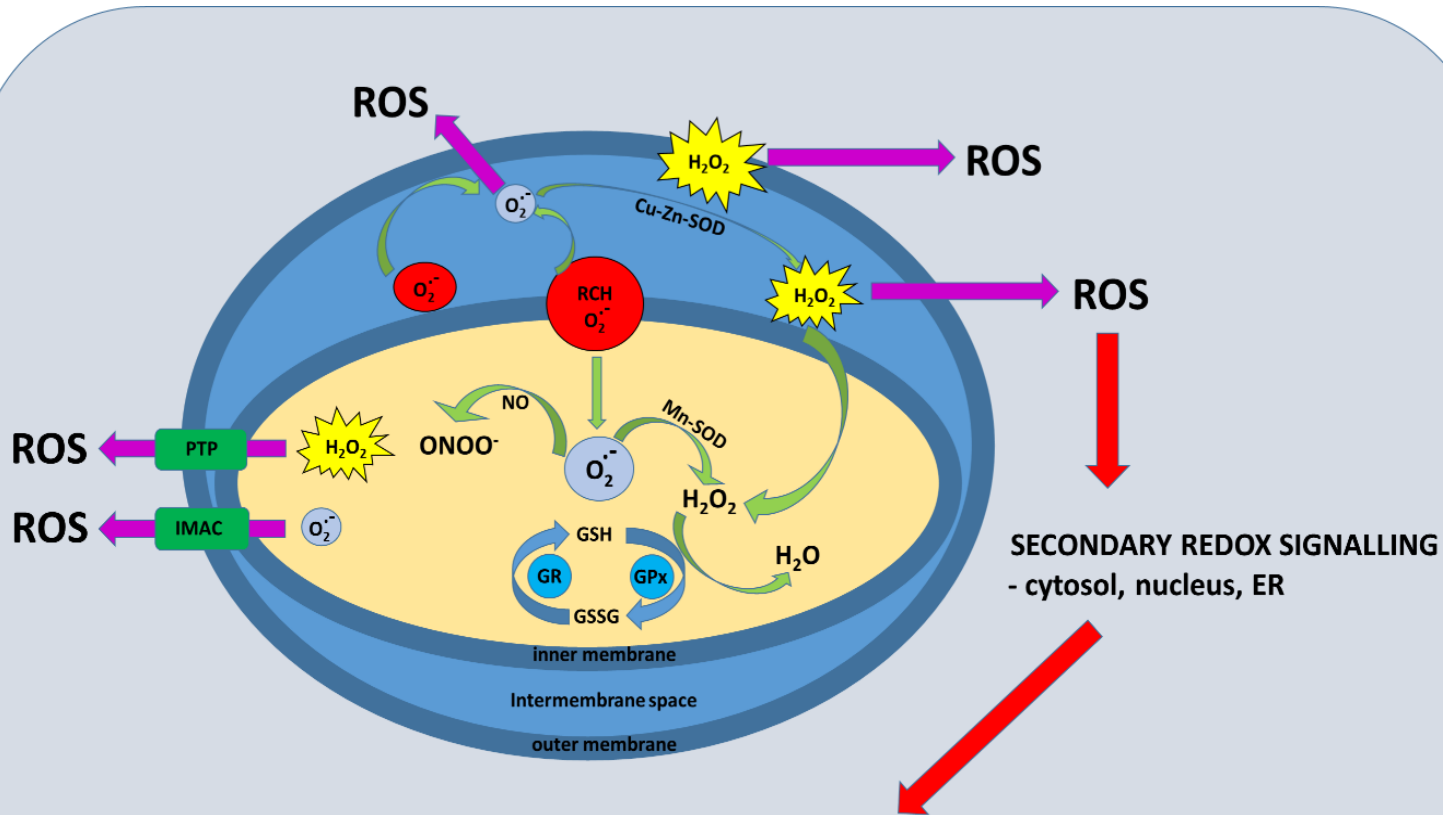 ROS
H₂O₂
ROS
O₂˙⁻
Cu-Zn-SOD
O₂˙⁻
RCH
O₂˙⁻
H₂O₂
ROS
NO
Mn-SOD
ROS
PTP
H₂O₂
ONOO⁻
O₂˙⁻
H₂O₂
ROS
IMAC
O₂˙⁻
GSH
H₂O
GR
GPx
GSSG
SECONDARY REDOX SIGNALLING
- cytosol, nucleus, ER
inner membrane
Intermembrane space
outer membrane